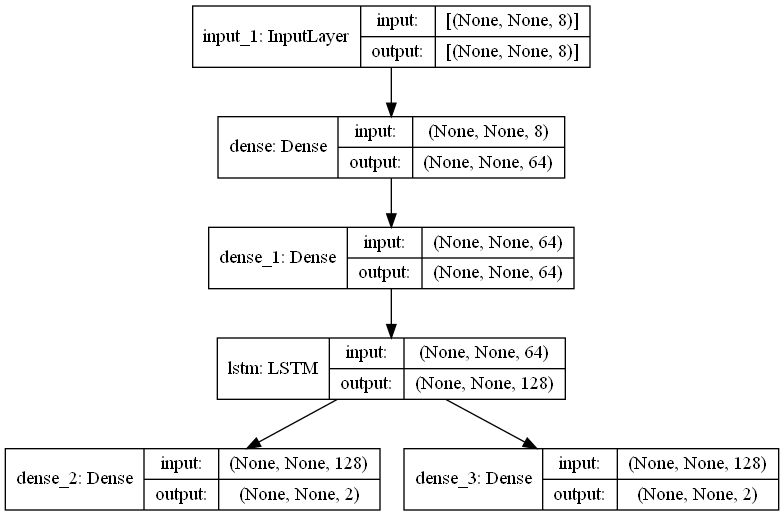 input_1: InputLayer
input: [(None, None, 8)]
output: [(None, None, 8)]
dense: Dense
input: (None, None, 8)
output: (None, None, 64)
dense_1: Dense
input: (None, None, 64)
output: (None, None, 64)
lstm: LSTM
input: (None, None, 64)
output: (None, None, 128)
dense_2: Dense
input: (None, None, 128)
output: (None, None, 2)
dense_3: Dense
input: (None, None, 128)
output: (None, None, 2)